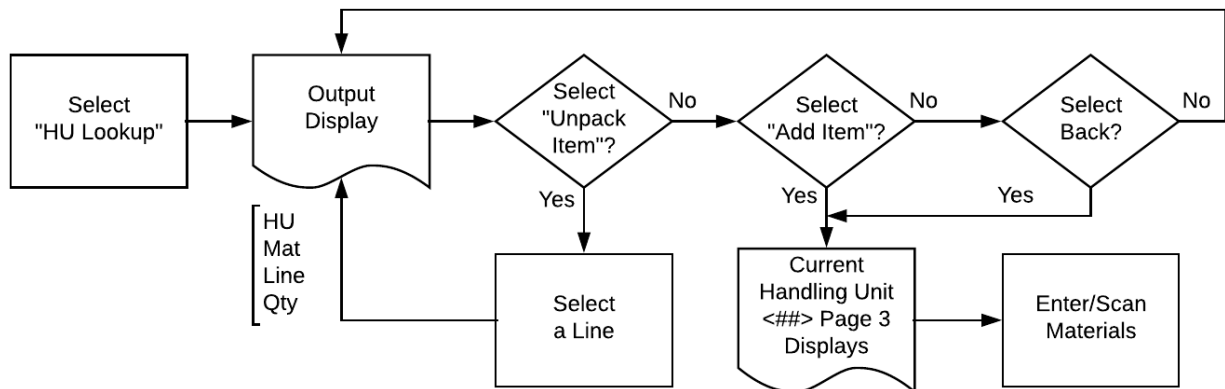 Select
"HU Lookup"
Output
Display
Select
"Unpack
Item"?
No
Select
"Add Item"?
No
Select
Back?
No
Yes
Yes
Yes
HU
Mat
Line
Qty
Select
a Line
Current
Handling Unit
<##> Page 3
Displays
Enter/Scan
Materials